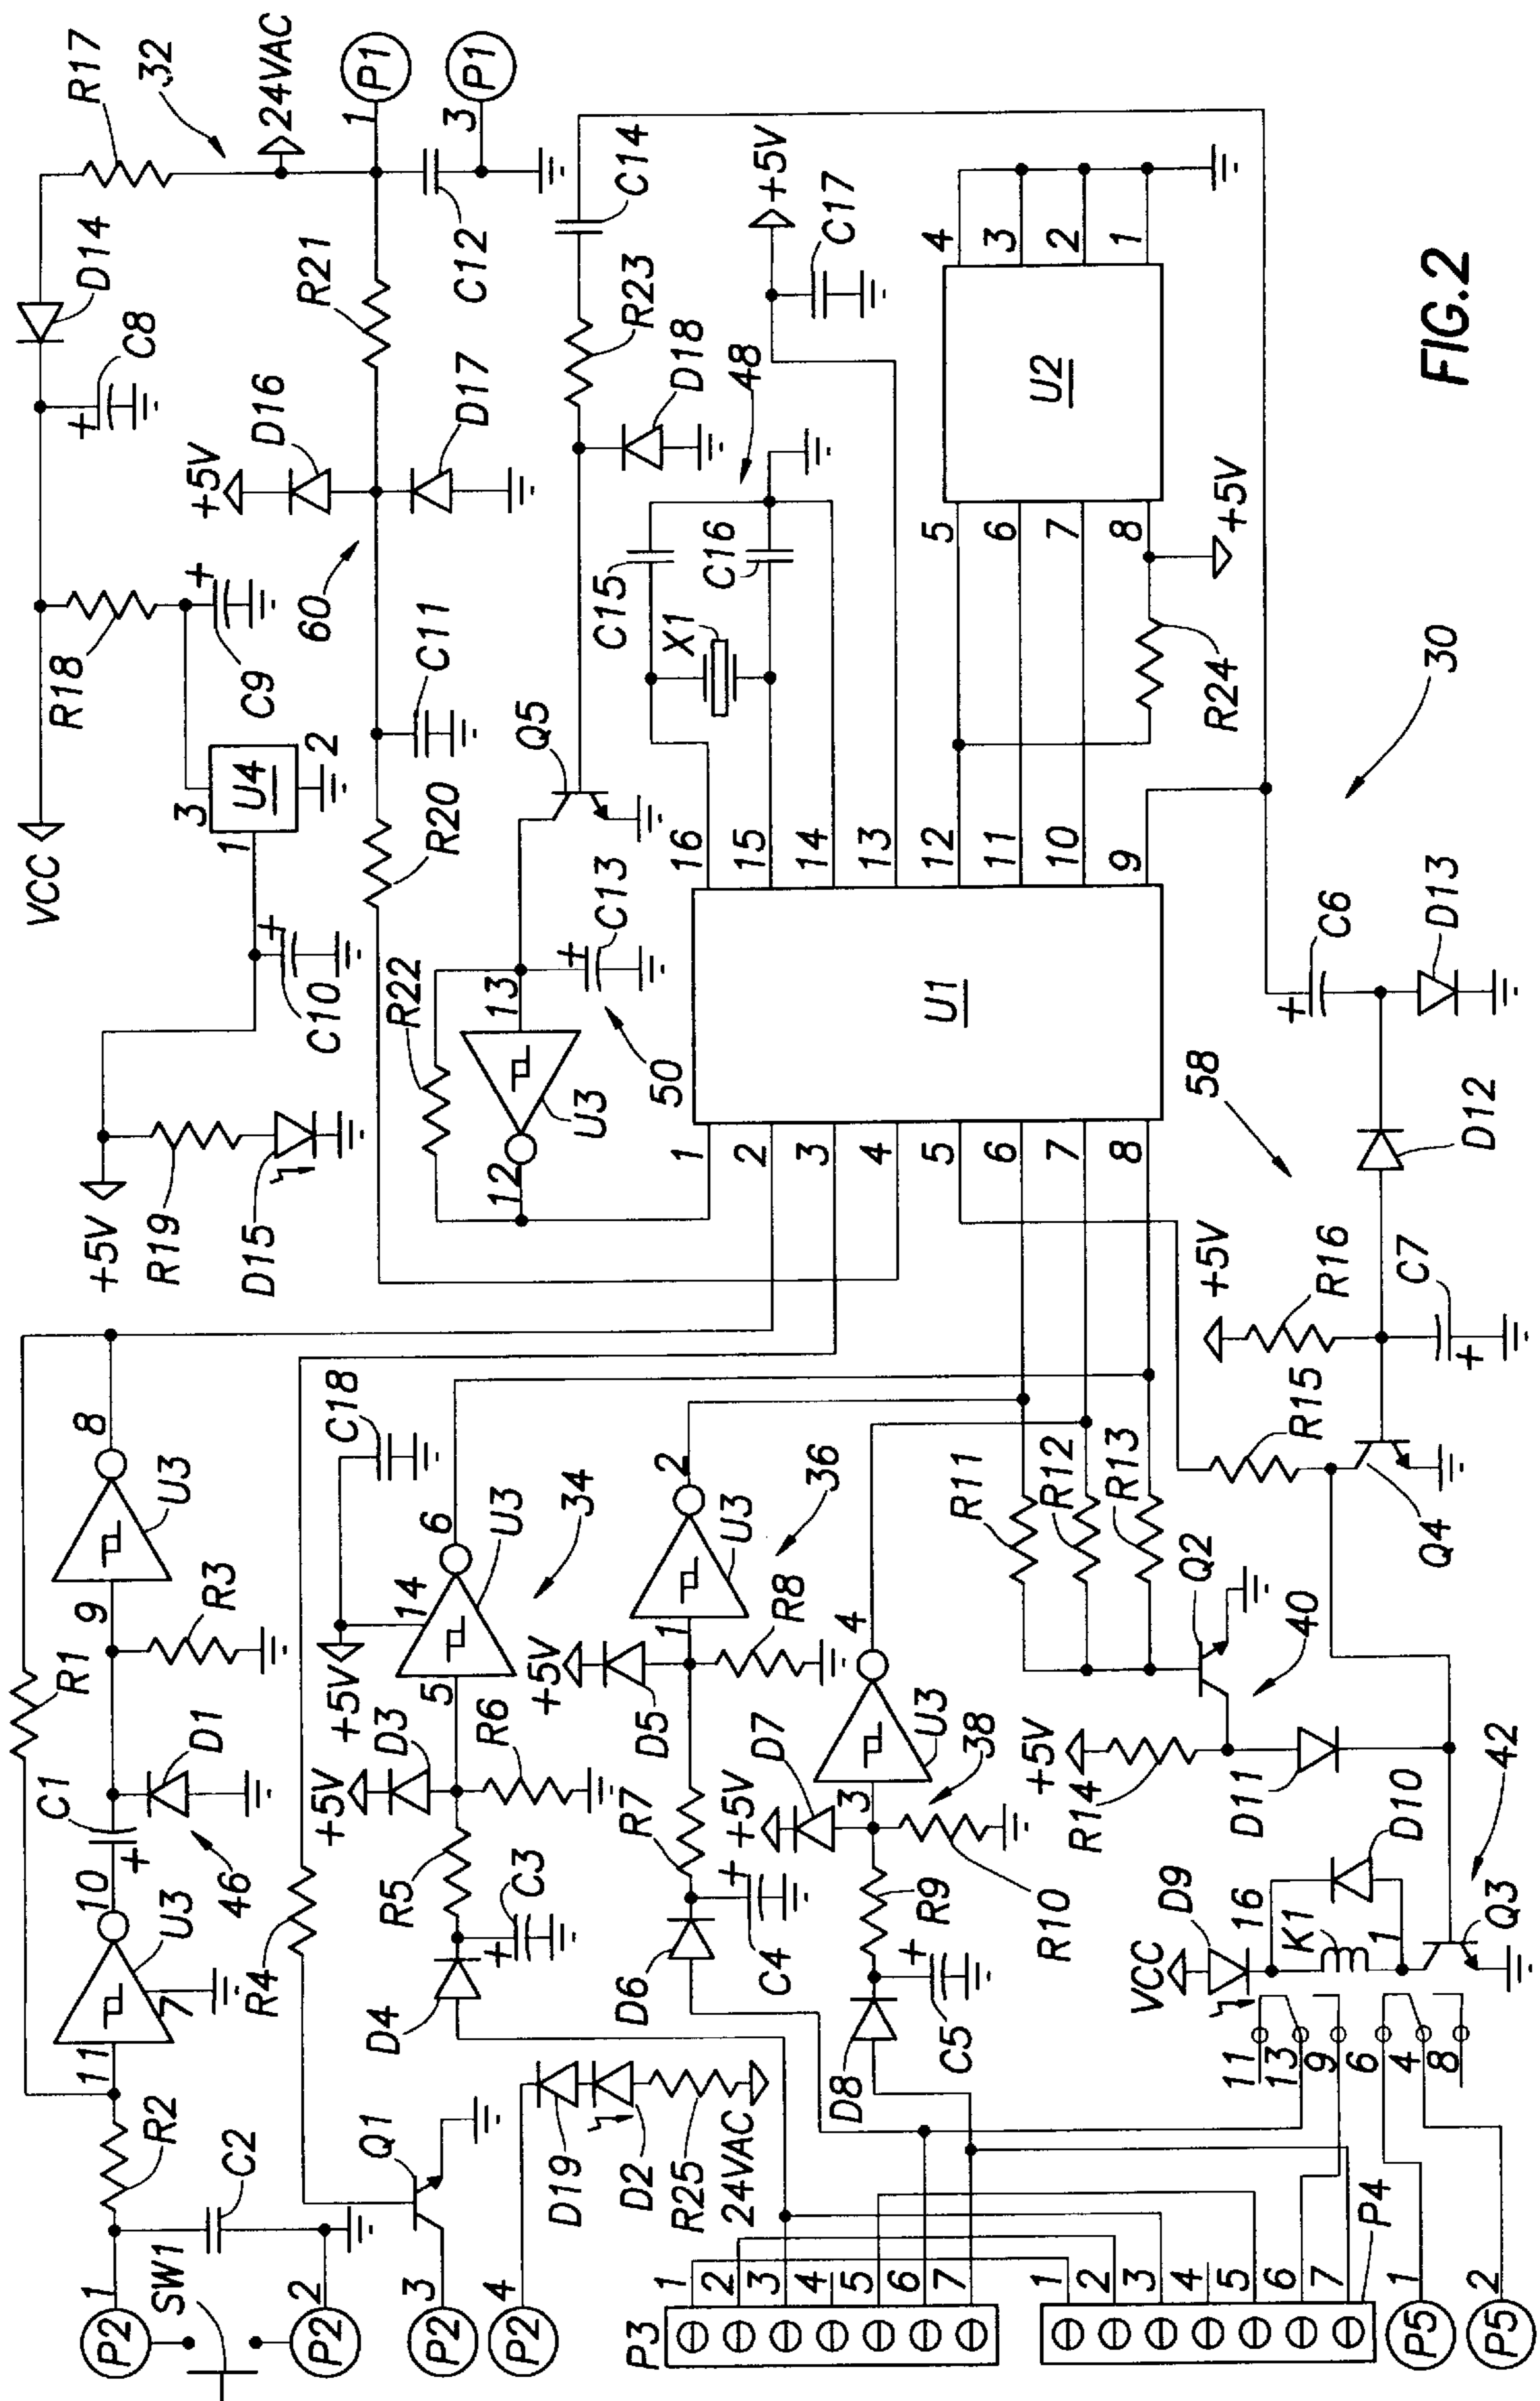 R17
32
24VAC
1
P1
3
P1
D14
C8
+
R21
C12
C14
+5V
D16
D17
R23
D18
+5V
C17
48
60
R18
C9
+
VCC
3
U4
1
2
C11
R20
Q5
C15
C16
X1
4
3
2
1
U2
5
6
7
8
+5V
R24
FIG.2
30
C10
+
+5V
R19
D15
R22
13
12
U3
C13
+
50
16
15
14
13
12
11
10
9
U1
1
2
3
4
5
6
7
8
58
C6
+
D13
D12
+5V
R16
C7
+
R15
Q4
R1
8
U3
9
R3
C1
+
D1
46
10
U3
7
11
R2
R4
C18
+5V
14
6
U3
5
34
+5V
D3
R6
R5
C3
+
D4
2
U3
1
36
R8
+5V
D5
R7
C4
+
D6
4
U3
3
38
+5V
D7
R10
R9
C5
+
D8
R11
R12
R13
Q2
40
+5V
R14
D11
D10
42
VCC
D9
16
K1
1
Q3
11
13
9
6
4
8
C2
SW1
1
P2
2
P2
Q1
3
P2
4
P2
D19
D2
R25
24VAC
P3
1
2
3
4
5
6
7
1
2
3
4
5
6
7
P4
1
P5
2
P5